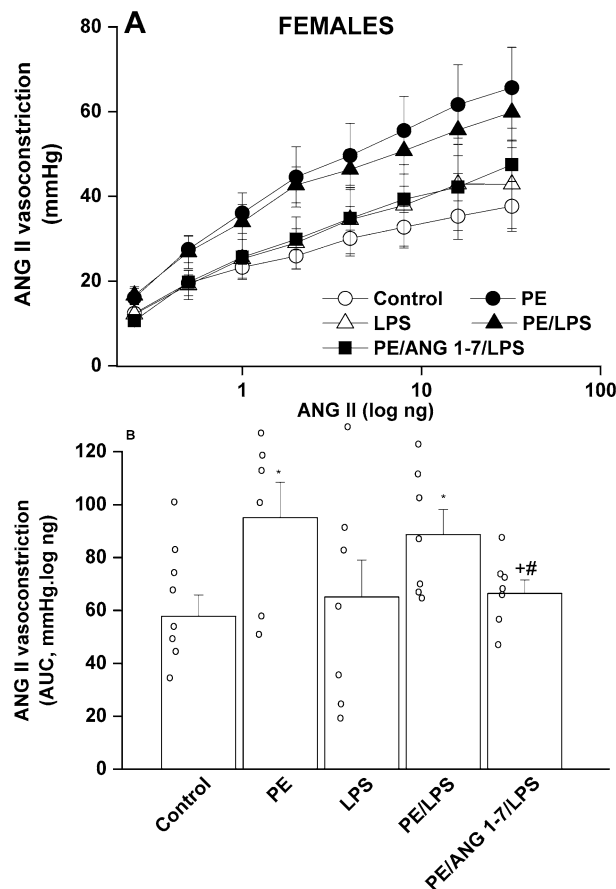 A
FEMALES
ANG II vasoconstriction
(mmHg)
80
60
40
20
0
Control
PE
LPS
PE/LPS
PE/ANG 1-7/LPS
1
10
100
ANG II (log ng)
B
ANG II vasoconstriction
(AUC, mmHg.log ng)
120
100
80
60
40
20
0
*
*
+#
Control
PE
LPS
PE/LPS
PE/ANG 1-7/LPS